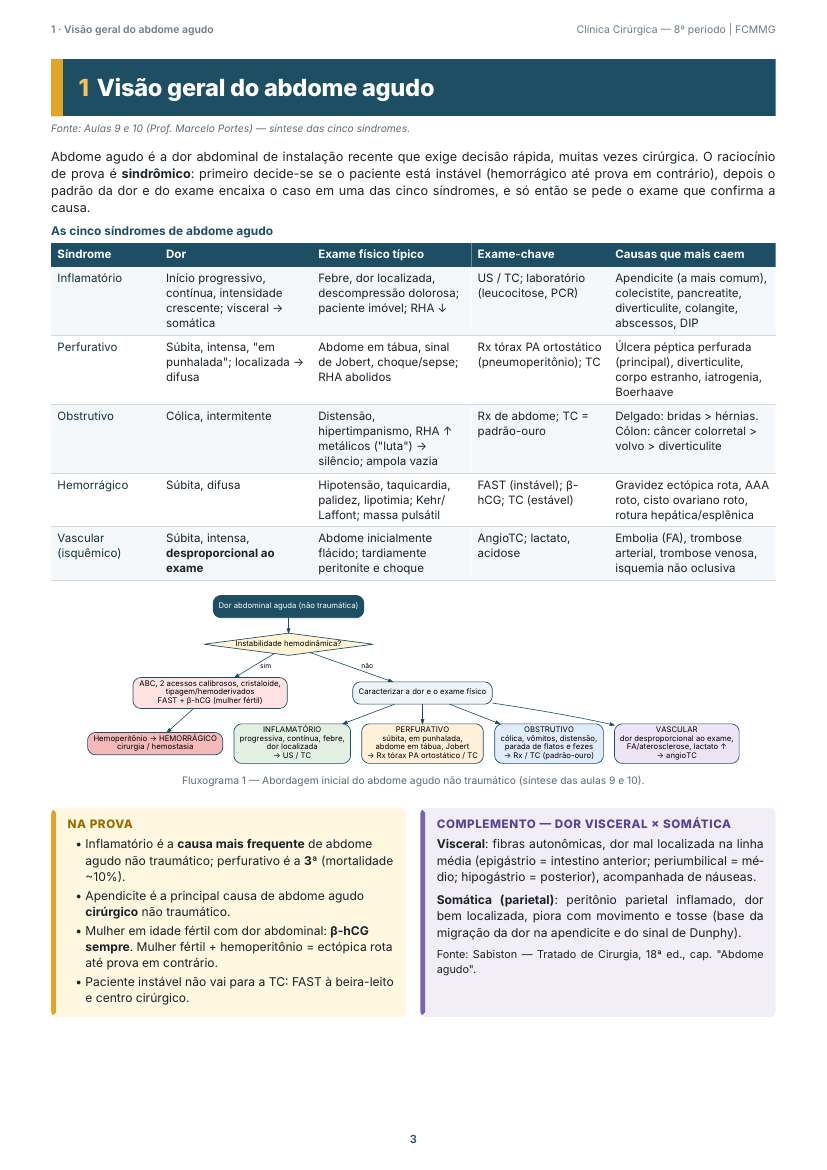 1 · Visão geral do abdome agudo
Clínica Cirúrgica — 8º período | FCMMG
1 Visão geral do abdome agudo
Fonte: Aulas 9 e 10 (Prof. Marcelo Portes) — síntese das cinco síndromes.
Abdome agudo é a dor abdominal de instalação recente que exige decisão rápida, muitas vezes cirúrgica. O raciocínio
de prova é sindrômico: primeiro decide-se se o paciente está instável (hemorrágico até prova em contrário), depois o
padrão da dor e do exame encaixa o caso em uma das cinco síndromes, e só então se pede o exame que confirma a
causa.
As cinco síndromes de abdome agudo
Síndrome Dor Exame físico típico Exame-chave Causas que mais caem
Inflamatório
Início progressivo,
contínua, intensidade
crescente; visceral →
somática
Febre, dor localizada,
descompressão dolorosa;
paciente imóvel; RHA ↓
US / TC; laboratório
(leucocitose, PCR)
Apendicite (a mais comum),
colecistite, pancreatite,
diverticulite, colangite,
abscessos, DIP
Perfurativo
Súbita, intensa, "em
punhalada"; localizada →
difusa
Abdome em tábua, sinal
de Jobert, choque/sepse;
RHA abolidos
Rx tórax PA ortostático
(pneumoperitônio); TC
Úlcera péptica perfurada
(principal), diverticulite,
corpo estranho, iatrogenia,
Boerhaave
Obstrutivo
Cólica, intermitente
Distensão,
hipertimpanismo, RHA ↑
metálicos ("luta") →
silêncio; ampola vazia
Rx de abdome; TC =
padrão-ouro
Delgado: bridas > hérnias.
Cólon: câncer colorretal >
volvo > diverticulite
Hemorrágico
Súbita, difusa
Hipotensão, taquicardia,
palidez, lipotimia; Kehr/
Laffont; massa pulsátil
FAST (instável); β-
hCG; TC (estável)
Gravidez ectópica rota, AAA
roto, cisto ovariano roto,
rotura hepática/esplênica
Vascular
(isquêmico)
Súbita, intensa,
desproporcional ao
exame
Abdome inicialmente
flácido; tardiamente
peritonite e choque
AngioTC; lactato,
acidose
Embolia (FA), trombose
arterial, trombose venosa,
isquemia não oclusiva
Dor abdominal aguda (não traumática)
Instabilidade hemodinâmica?
sim
não
ABC, 2 acessos calibrosos, cristaloide,
tipagem/hemoderivados
FAST + β-hCG (mulher fértil)
Caracterizar a dor e o exame físico
Hemoperitônio → HEMORRÁGICO
cirurgia / hemostasia
INFLAMATÓRIO
progressiva, contínua, febre,
dor localizada
→ US / TC
PERFURATIVO
súbita, em punhalada,
abdome em tábua, Jobert
→ Rx tórax PA ortostático / TC
OBSTRUTIVO
cólica, vômitos, distensão,
parada de flatos e fezes
→ Rx / TC (padrão-ouro)
VASCULAR
dor desproporcional ao exame,
FA/aterosclerose, lactato ↑
→ angioTC
Fluxograma 1 — Abordagem inicial do abdome agudo não traumático (síntese das aulas 9 e 10).
NA PROVA
• Inflamatório é a causa mais frequente de abdome
agudo não traumático; perfurativo é a 3ª (mortalidade
~10%).
• Apendicite é a principal causa de abdome agudo
cirúrgico não traumático.
• Mulher em idade fértil com dor abdominal: β-hCG
sempre. Mulher fértil + hemoperitônio = ectópica rota
até prova em contrário.
• Paciente instável não vai para a TC: FAST à beira-leito
e centro cirúrgico.
COMPLEMENTO — DOR VISCERAL × SOMÁTICA
Visceral: fibras autonômicas, dor mal localizada na linha
média (epigástrio = intestino anterior; periumbilical = mé-
dio; hipogástrio = posterior), acompanhada de náuseas.
Somática (parietal): peritônio parietal inflamado, dor
bem localizada, piora com movimento e tosse (base da
migração da dor na apendicite e do sinal de Dunphy).
Fonte: Sabiston — Tratado de Cirurgia, 18ª ed., cap. "Abdome
agudo".
3